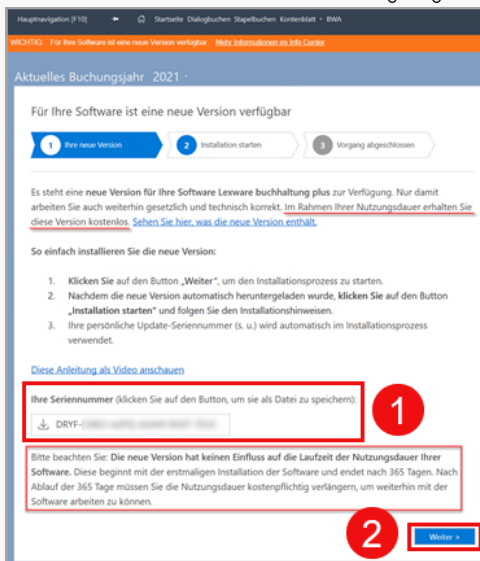 Hauptnavigation [F10] Startseite Dialogbuchen Stapelbuchen Kontenblatt • BWA
WICHTIG: Für Ihre Software ist eine neue Version verfügbar. Mehr Informationen im Info Center
Aktuelles Buchungsjahr 2021
Für Ihre Software ist eine neue Version verfügbar
1 Ihre neue Version 2 Installation starten 3 Vorgang abgeschlossen
Es steht eine neue Version für Ihre Software Lexware buchhaltung plus zur Verfügung. Nur damit
arbeiten Sie auch weiterhin gesetzlich und technisch korrekt. Im Rahmen Ihrer Nutzungsdauer erhalten Sie
diese Version kostenlos. Sehen Sie hier, was die neue Version enthält.
So einfach installieren Sie die neue Version:
1. Klicken Sie auf den Button „Weiter", um den Installationsprozess zu starten.
2. Nachdem die neue Version automatisch heruntergeladen wurde, klicken Sie auf den Button
„Installation starten" und folgen Sie den Installationshinweisen.
3. Ihre persönliche Update-Seriennummer (s. u.) wird automatisch im Installationsprozess
verwendet.
Diese Anleitung als Video anschauen
Ihre Seriennummer (klicken Sie auf den Button, um sie als Datei zu speichern):
1
DRYF-
Bitte beachten Sie: Die neue Version hat keinen Einfluss auf die Laufzeit der Nutzungsdauer Ihrer
Software. Diese beginnt mit der erstmaligen Installation der Software und endet nach 365 Tagen. Nach
Ablauf der 365 Tage müssen Sie die Nutzungsdauer kostenpflichtig verlängern, um weiterhin mit der
Software arbeiten zu können.
2
Weiter >